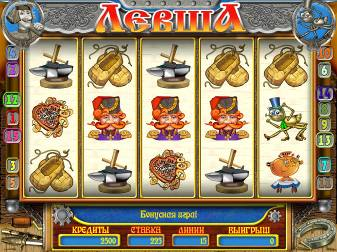 ЛЕВША
Бонусная игра!
КРЕДИТЫ СТАВКА ЛИНИИ ВЫИГРЫШ
2500 225 15 0